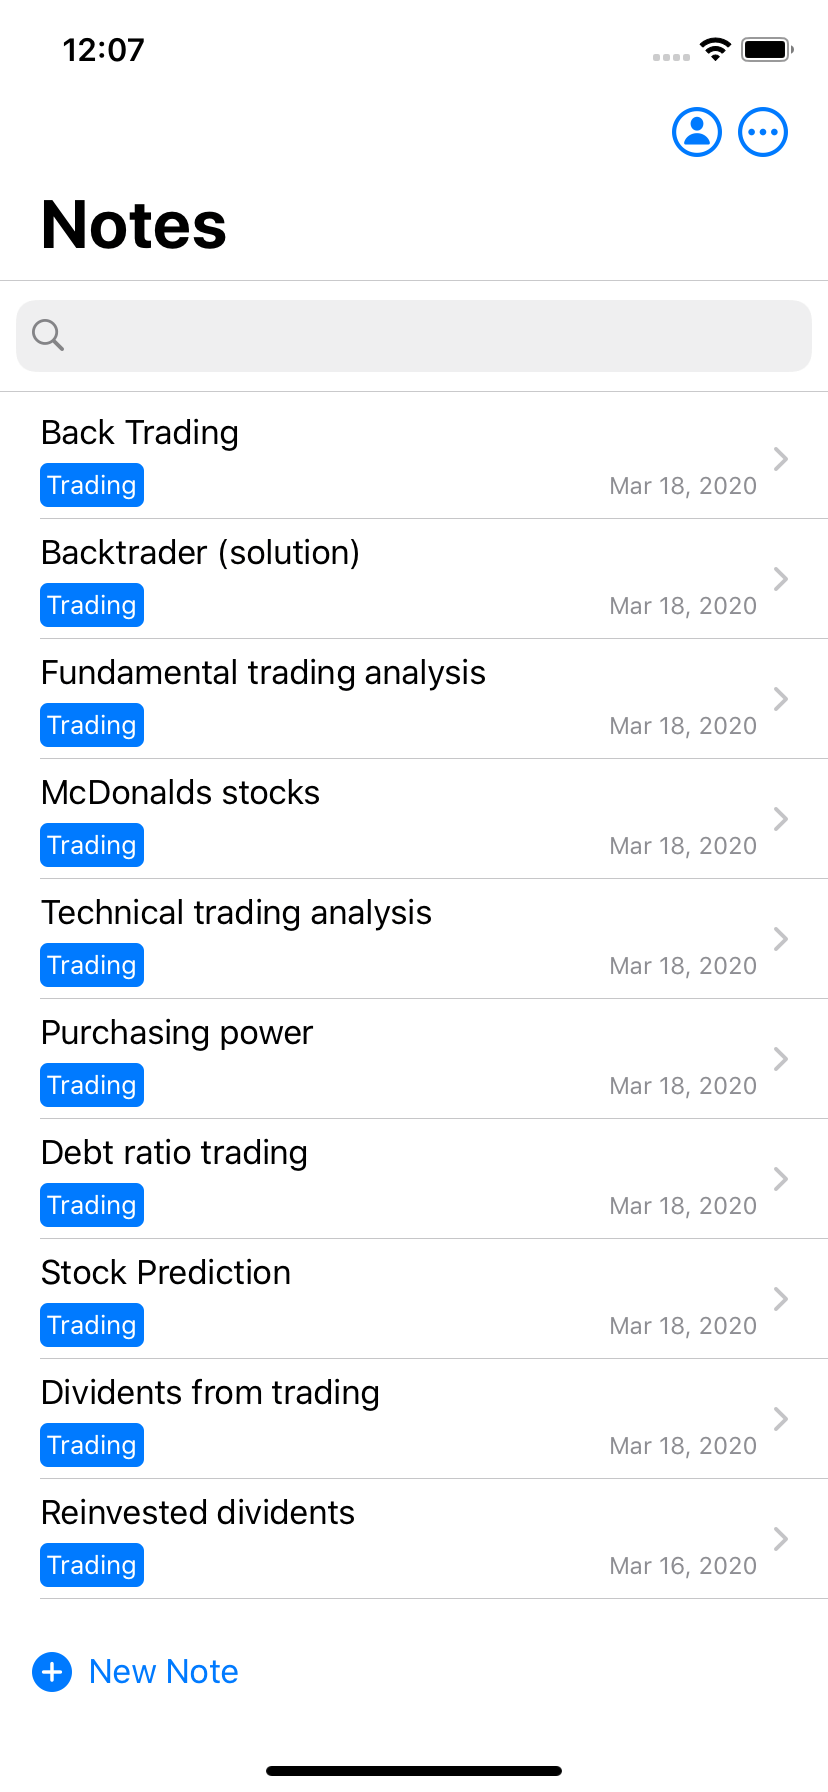 12:07
Notes
Back Trading
Trading
Mar 18, 2020
Backtrader (solution)
Trading
Mar 18, 2020
Fundamental trading analysis
Trading
Mar 18, 2020
McDonalds stocks
Trading
Mar 18, 2020
Technical trading analysis
Trading
Mar 18, 2020
Purchasing power
Trading
Mar 18, 2020
Debt ratio trading
Trading
Mar 18, 2020
Stock Prediction
Trading
Mar 18, 2020
Dividents from trading
Trading
Mar 18, 2020
Reinvested dividents
Trading
Mar 16, 2020
New Note